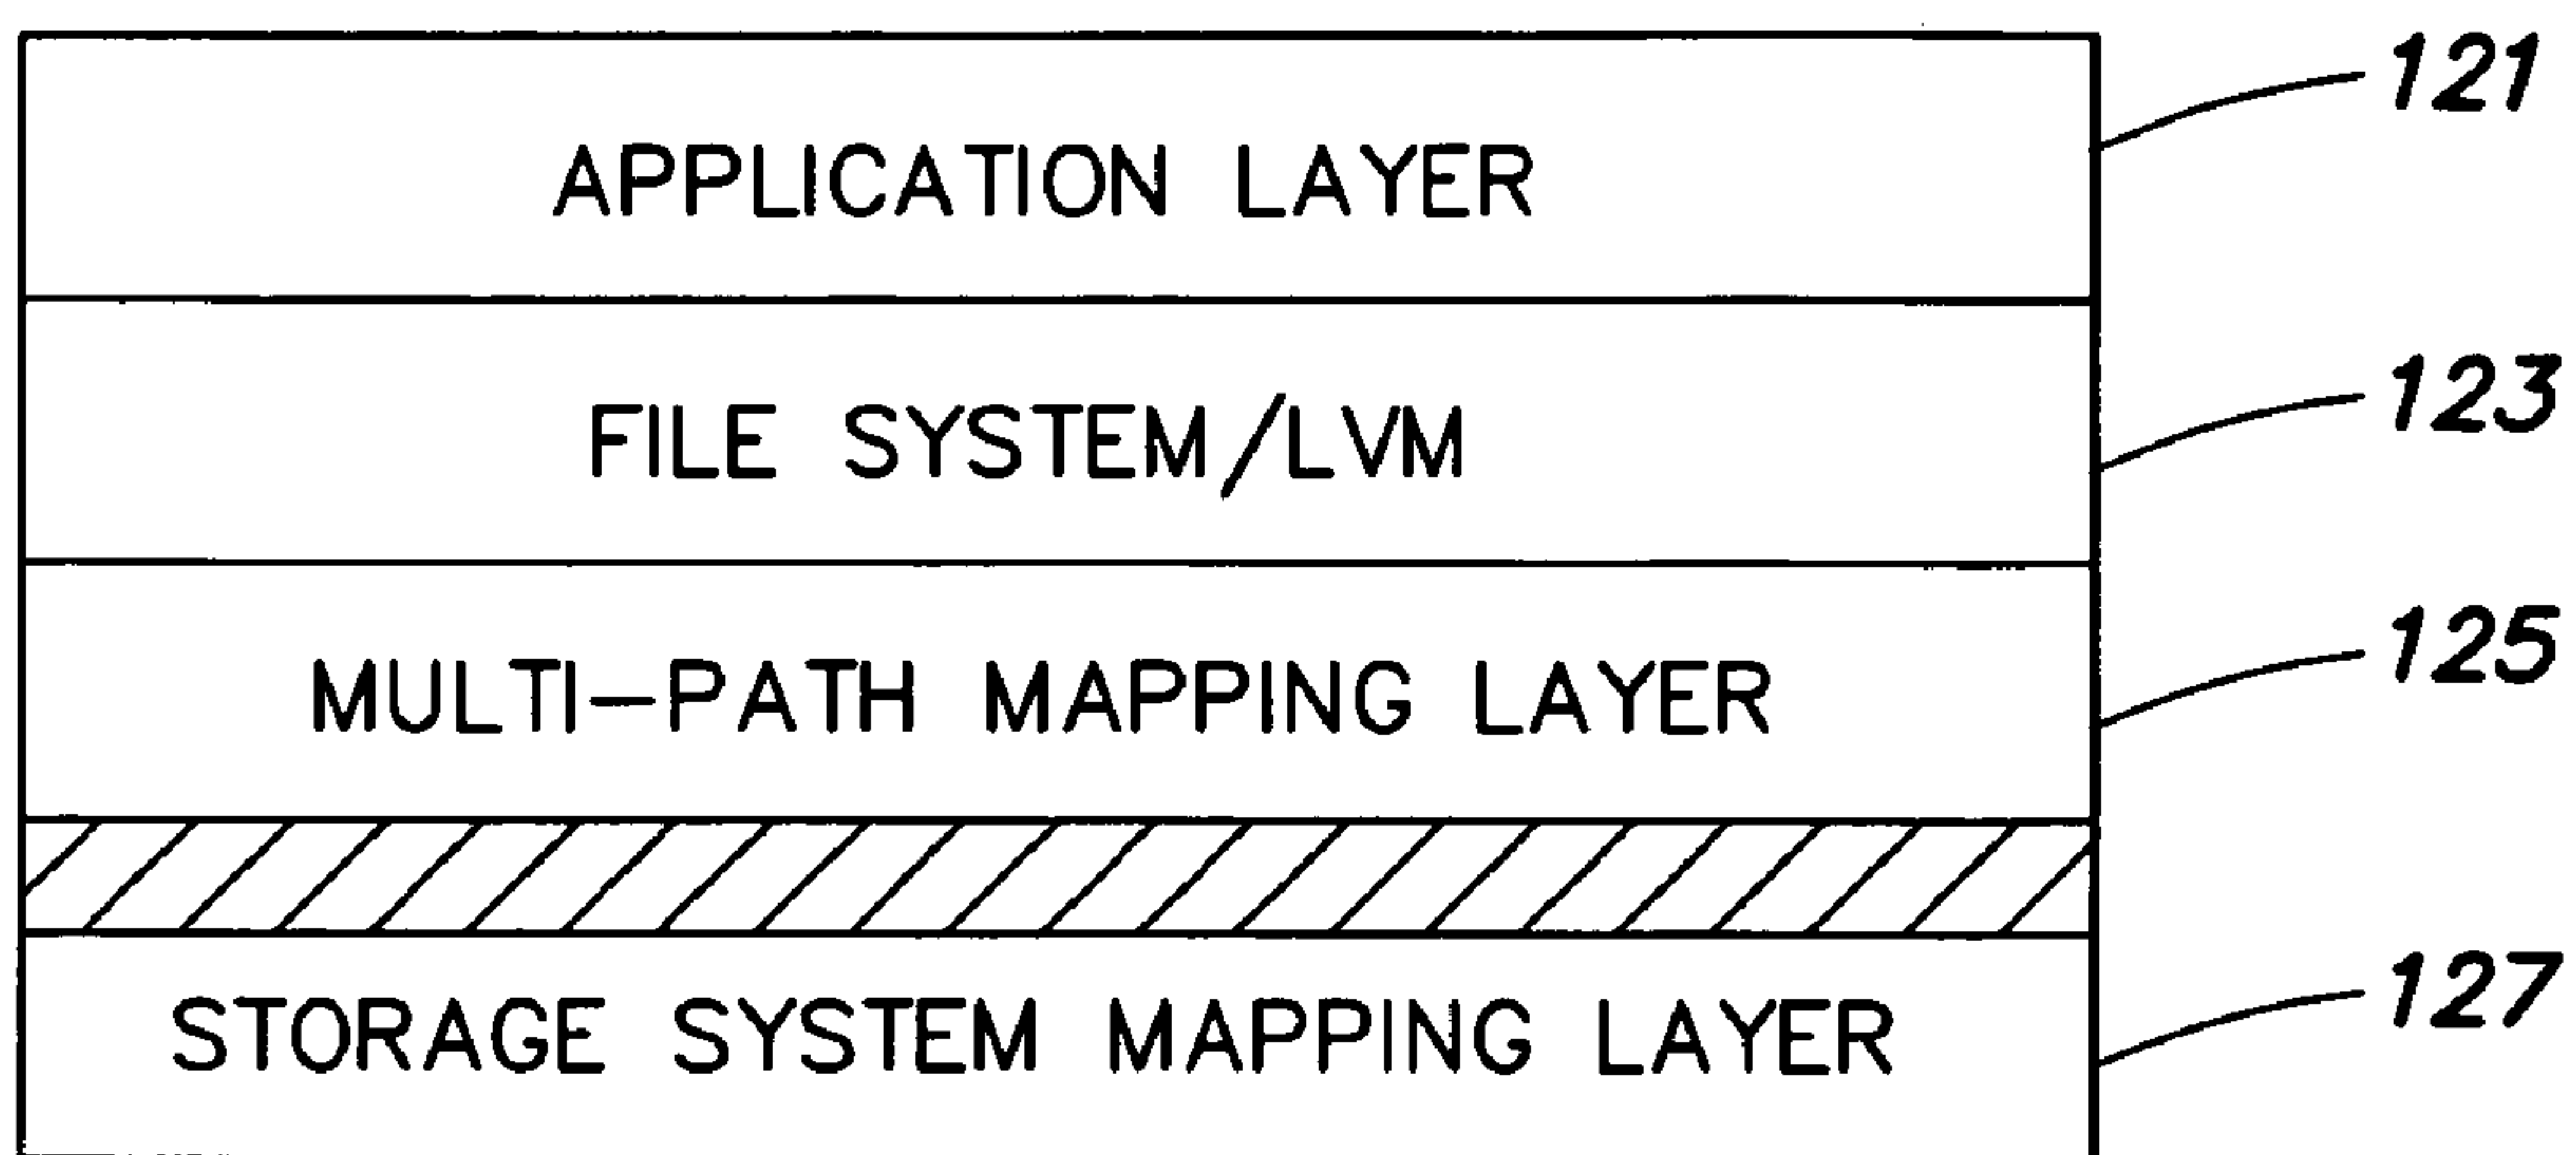 APPLICATION LAYER 121
FILE SYSTEM/LVM 123
MULTI-PATH MAPPING LAYER 125
STORAGE SYSTEM MAPPING LAYER 127